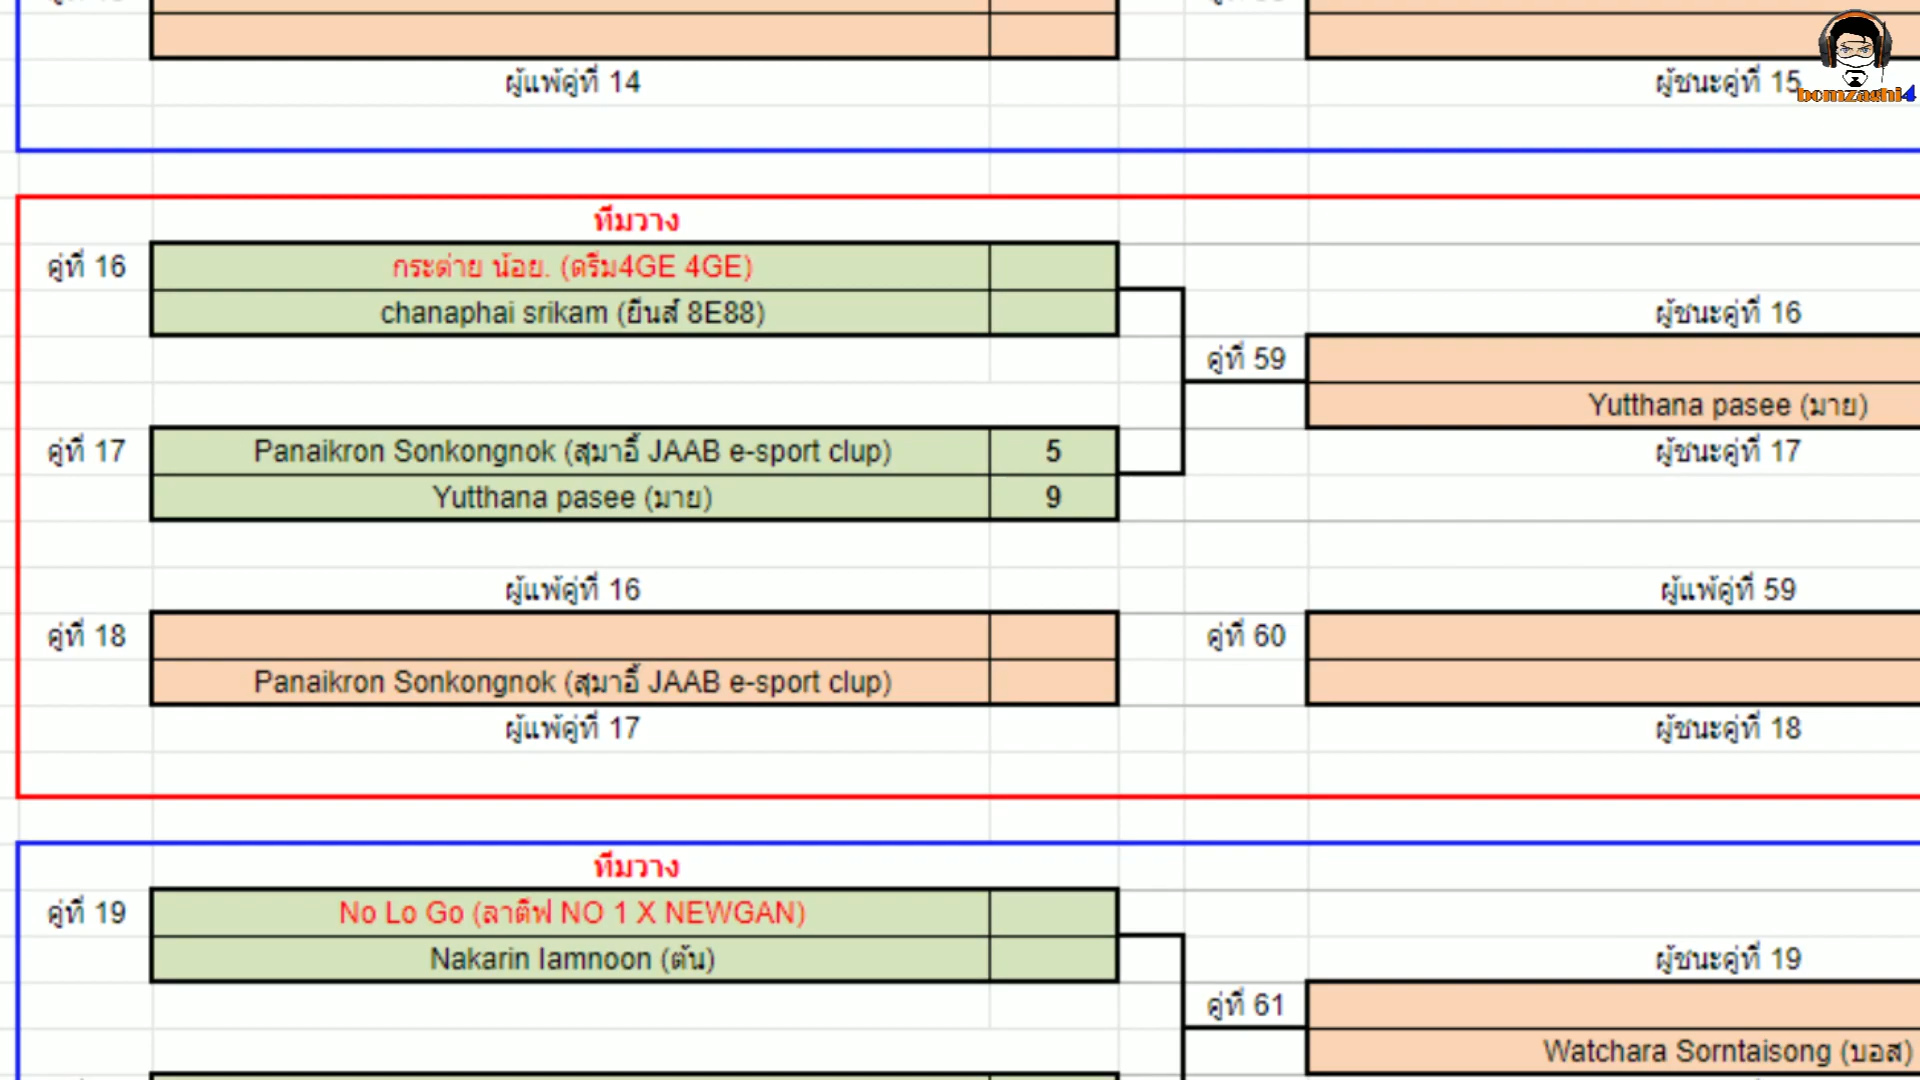 ผู้แพ้คู่ที่ 14
ผู้ชนะคู่ที่ 15
bomzaghi4
ทีมวาง
คู่ที่ 16
กระต่าย น้อย. (ดรีม4GE 4GE)
chanaphai srikam (ยีนส์ 8E88)
ผู้ชนะคู่ที่ 16
คู่ที่ 59
Yutthana pasee (มาย)
คู่ที่ 17
Panaikron Sonkongnok (สุมาอี้ JAAB e-sport clup) 5
ผู้ชนะคู่ที่ 17
Yutthana pasee (มาย) 9
ผู้แพ้คู่ที่ 16
ผู้แพ้คู่ที่ 59
คู่ที่ 18
คู่ที่ 60
Panaikron Sonkongnok (สุมาอี้ JAAB e-sport clup)
ผู้แพ้คู่ที่ 17
ผู้ชนะคู่ที่ 18
ทีมวาง
คู่ที่ 19
No Lo Go (ลาตีฟ NO 1 X NEWGAN)
Nakarin Iamnoon (ต้น)
ผู้ชนะคู่ที่ 19
คู่ที่ 61
Watchara Sorntaisong (บอส)